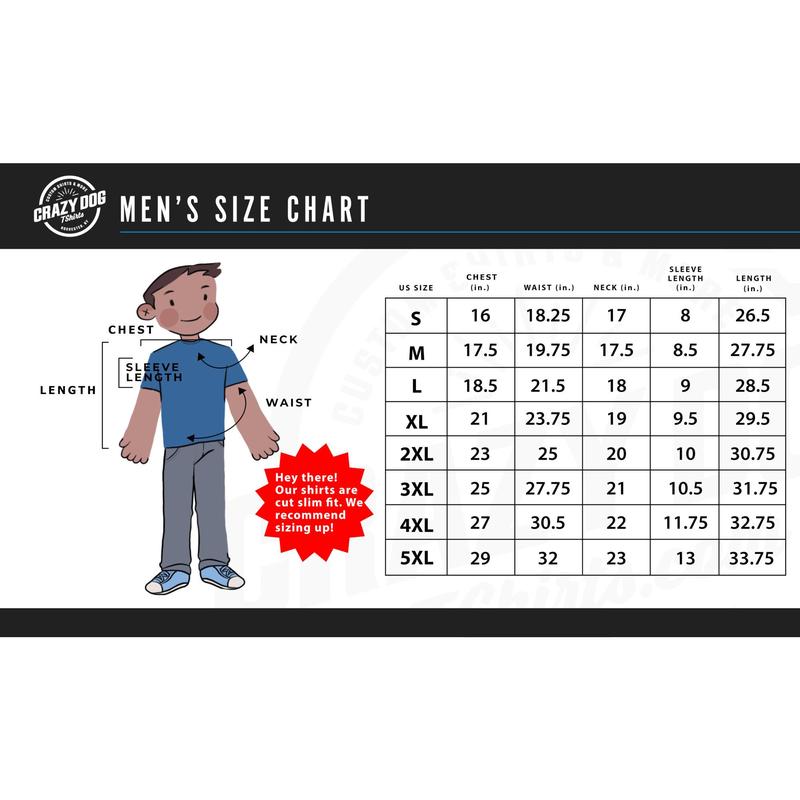 CUSTOM SHIRTS & MORE
CRAZY DOG
TShirts
ROCHESTER, NY
MEN'S SIZE CHART
CHEST
NECK
SLEEVE
LENGTH
LENGTH
WAIST
Hey there!
Our shirts are
cut slim fit. We
recommend
sizing up!
US SIZE CHEST (in.) WAIST (in.) NECK (in.) SLEEVE LENGTH (in.) LENGTH (in.)
S 16 18.25 17 8 26.5
M 17.5 19.75 17.5 8.5 27.75
L 18.5 21.5 18 9 28.5
XL 21 23.75 19 9.5 29.5
2XL 23 25 20 10 30.75
3XL 25 27.75 21 10.5 31.75
4XL 27 30.5 22 11.75 32.75
5XL 29 32 23 13 33.75